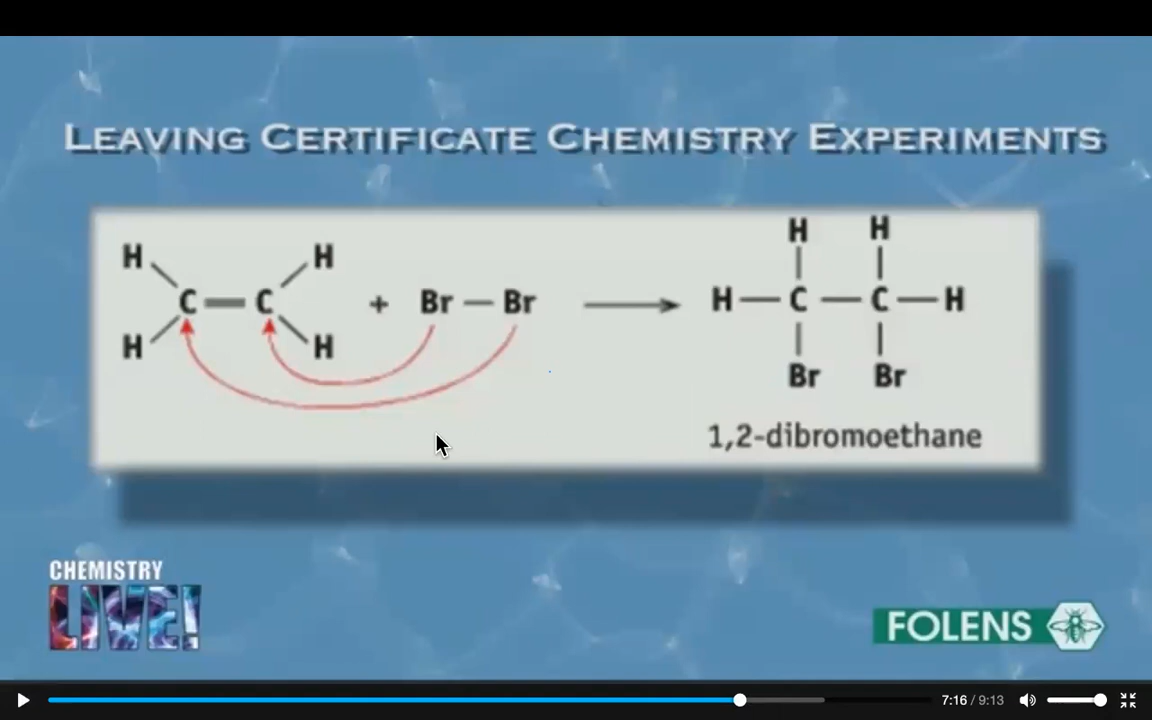 LEAVING CERTIFICATE CHEMISTRY EXPERIMENTS
H H H H
C C + Br Br H C C H
H H Br Br
1,2-dibromoethane
CHEMISTRY
LIVE!
FOLENS
7:16 / 9:13